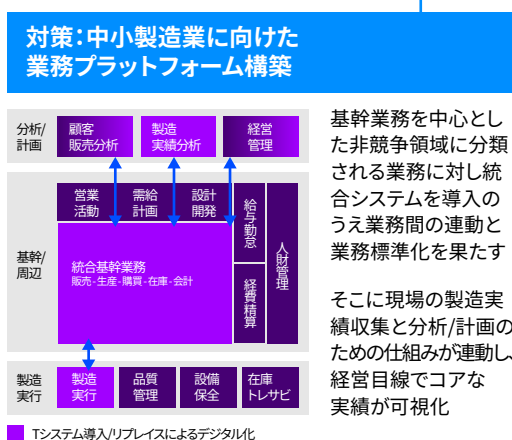 対策：中小製造業に向けた
業務プラットフォーム構築
分析/
計画
顧客
販売分析
製造
実績分析
経営
管理
基幹/
周辺
営業
活動
需給
計画
設計
開発
給与勤怠
人財管理
統合基幹業務
販売-生産-購買-在庫-会計
経費精算
製造
実行
製造
実行
品質
管理
設備
保全
在庫
トレサビ
Tシステム導入/リプレイスによるデジタル化
基幹業務を中心とし
た非競争領域に分類
される業務に対し統
合システムを導入の
うえ業務間の連動と
業務標準化を果たす
そこに現場の製造実
績収集と分析/計画の
ための仕組みが連動し、
経営目線でコアな
実績が可視化